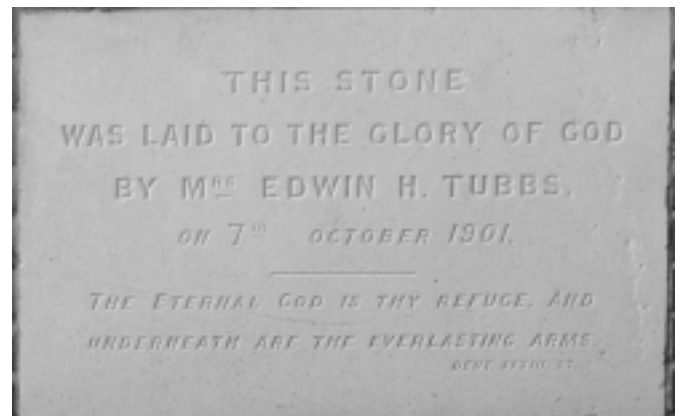 THIS STONE
WAS LAID TO THE GLORY OF GOD
BY MRS EDWIN H. TUBBS.
ON 7TH OCTOBER 1901.
THE ETERNAL GOD IS THY REFUGE. AND
UNDERNEATH ARE THE EVERLASTING ARMS.
DEUT.